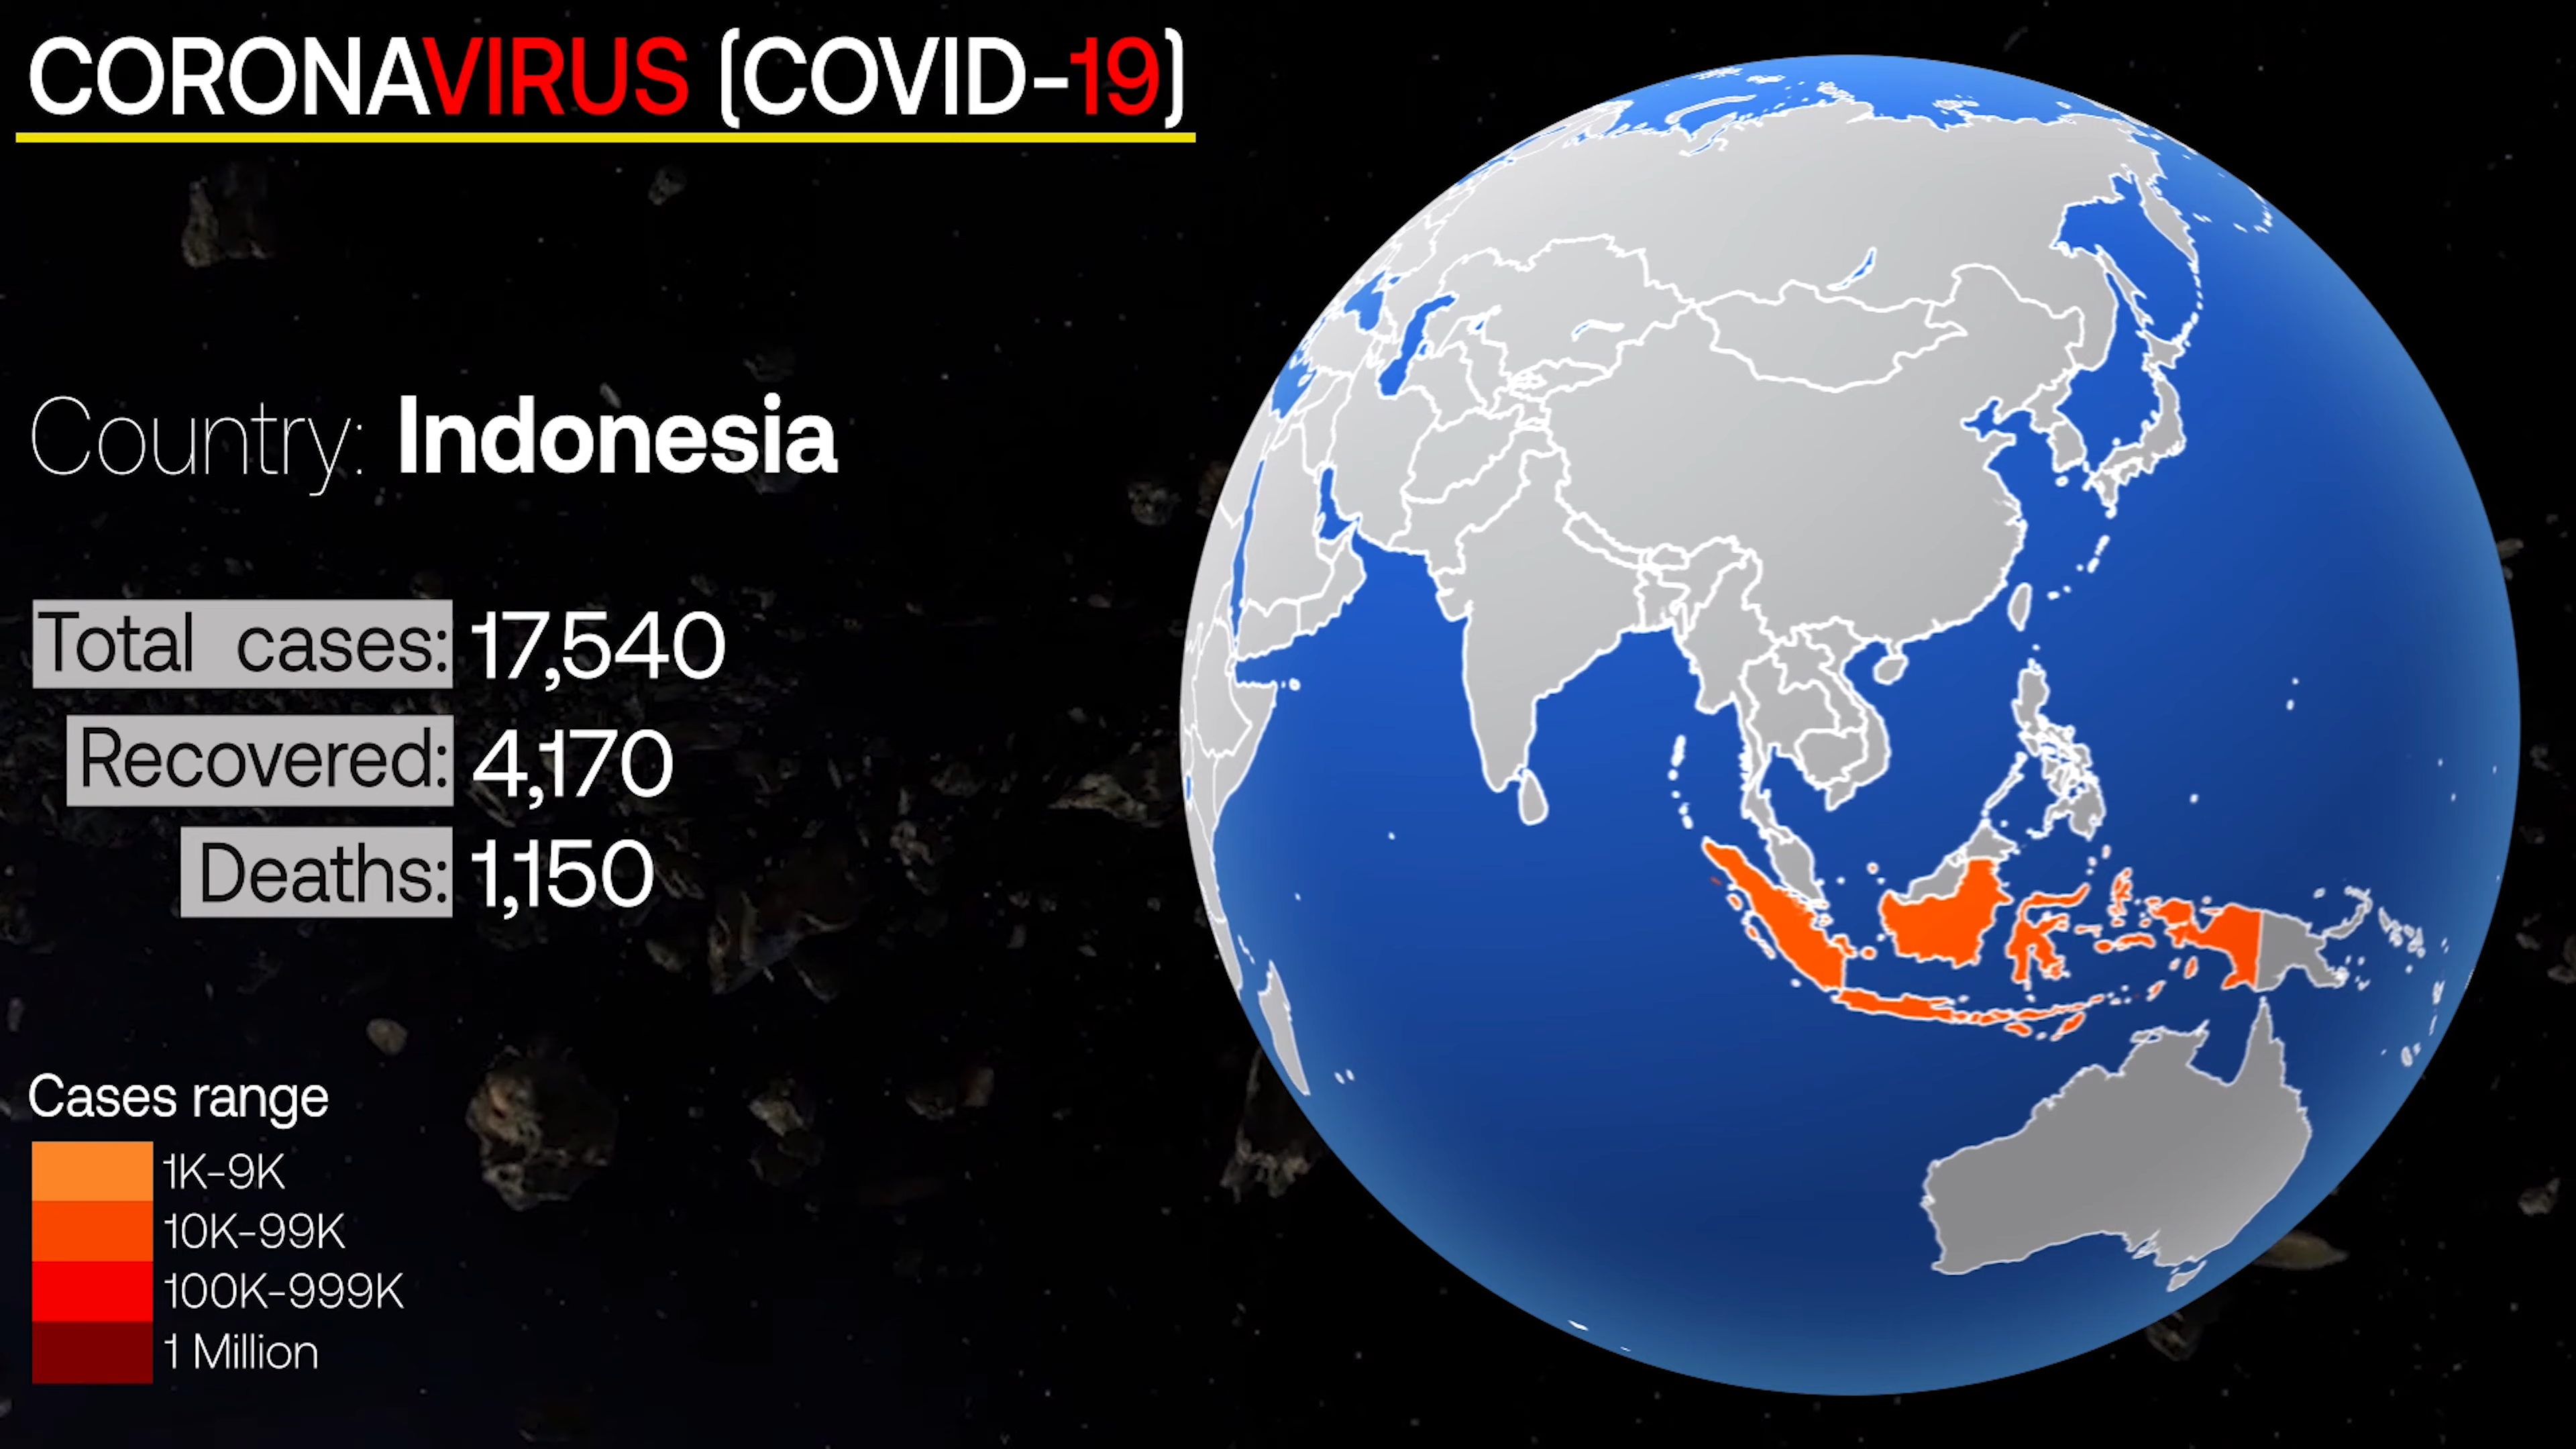 CORONAVIRUS (COVID-19)
Country: Indonesia
Total cases: 17,540
Recovered: 4,170
Deaths: 1,150
Cases range
1K-9K
10K-99K
100K-999K
1 Million